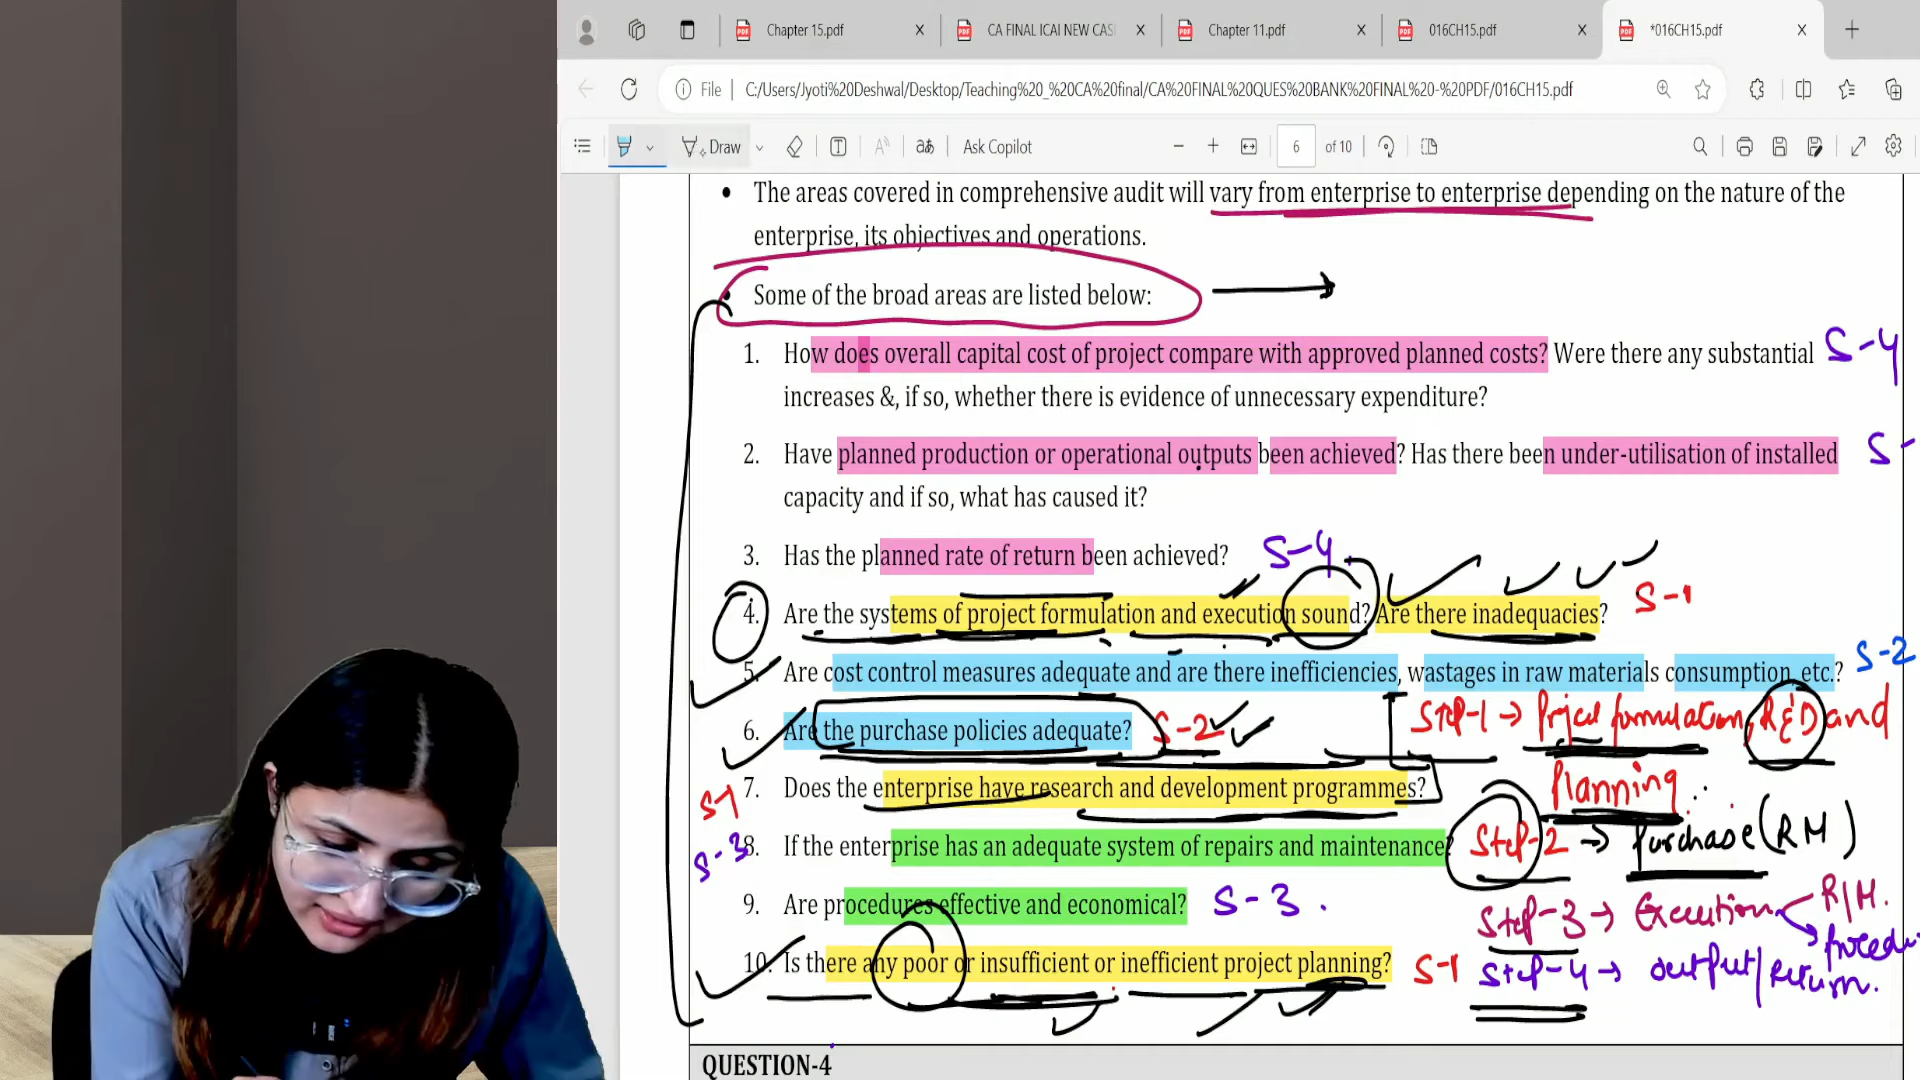 Chapter 15.pdf
CA FINAL ICAI NEW CAS
Chapter 11.pdf
016CH15.pdf
*016CH15.pdf
File
C:/Users/Jyoti%20Deshwal/Desktop/Teaching%20_%20CA%20final/CA%20FINAL%20QUES%20BANK%20FINAL%20-%20PDF/016CH15.pdf
Draw
Ask Copilot
6 of 10
• The areas covered in comprehensive audit will vary from enterprise to enterprise depending on the nature of the
enterprise, its objectives and operations.
• Some of the broad areas are listed below:
1. How does overall capital cost of project compare with approved planned costs? Were there any substantial S-4
increases &, if so, whether there is evidence of unnecessary expenditure?
2. Have planned production or operational outputs been achieved? Has there been under-utilisation of installed S-
capacity and if so, what has caused it?
3. Has the planned rate of return been achieved? S-4
4. Are the systems of project formulation and execution sound? Are there inadequacies? S-1
5. Are cost control measures adequate and are there inefficiencies, wastages in raw materials consumption, etc.? S-2
6. Are the purchase policies adequate? S-2
Step-1 → Project formulation, R&D and
Planning
S-1 7. Does the enterprise have research and development programmes?
S-3 8. If the enterprise has an adequate system of repairs and maintenance?
Step-2 → Purchase (RM)
9. Are procedures effective and economical? S-3
Step-3 → Execution R/M.
Procedu
10. Is there any poor or insufficient or inefficient project planning? S-1
Step-4 → output/Return.
QUESTION-4